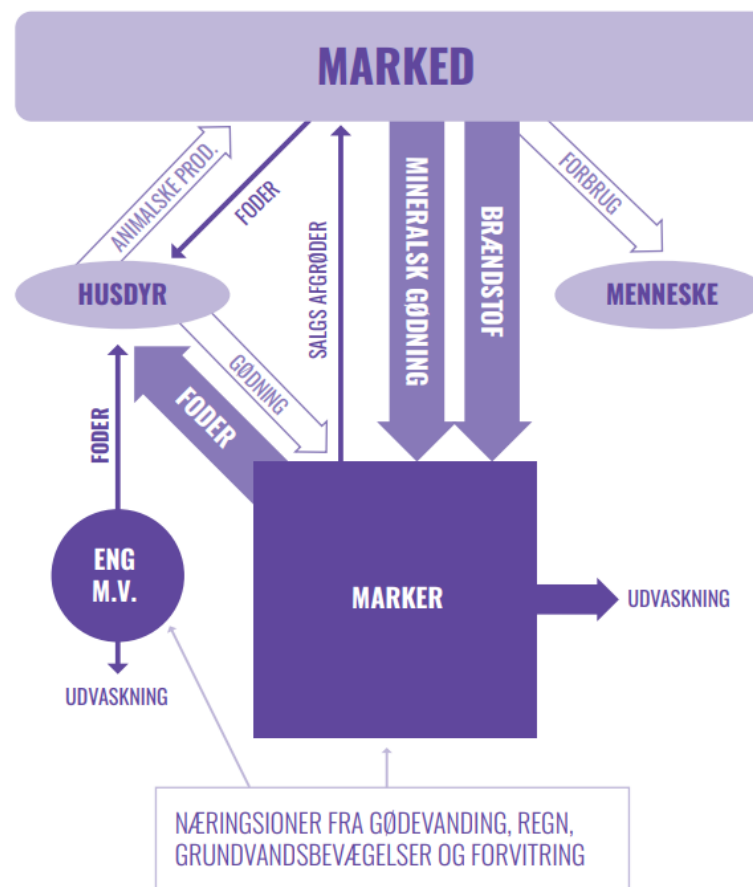 MARKED
ANIMALSKE PROD.
FODER
SALGS AFGRØDER
MINERALSK GØDNING
BRÆNDSTOF
FORBRUG
HUSDYR
MENNESKE
GØDNING
FODER
FODER
ENG
M.V.
MARKER
UDVASKNING
UDVASKNING
NÆRINGSIONER FRA GØDEVANDING, REGN,
GRUNDVANDSBEVÆGELSER OG FORVITRING